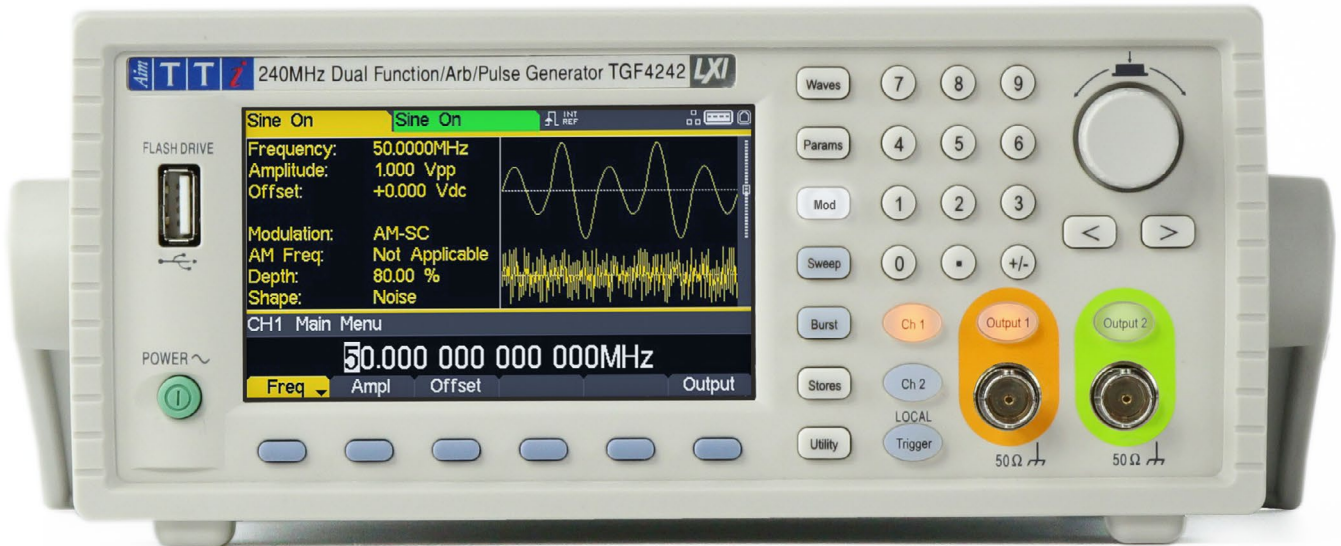 Aim TTi 240MHz Dual Function/Arb/Pulse Generator TGF4242 LXI
FLASH DRIVE
POWER
Sine On Sine On INT REF
Frequency: 50.0000MHz
Amplitude: 1.000 Vpp
Offset: +0.000 Vdc
Modulation: AM-SC
AM Freq: Not Applicable
Depth: 80.00 %
Shape: Noise
CH1 Main Menu
50.000 000 000 000MHz
Freq Ampl Offset Output
Waves 7 8 9
Params 4 5 6
Mod 1 2 3
< >
Sweep 0 . +/-
Burst Ch 1 Output 1 Output 2
Stores Ch 2
LOCAL
Utility Trigger
50Ω 50Ω